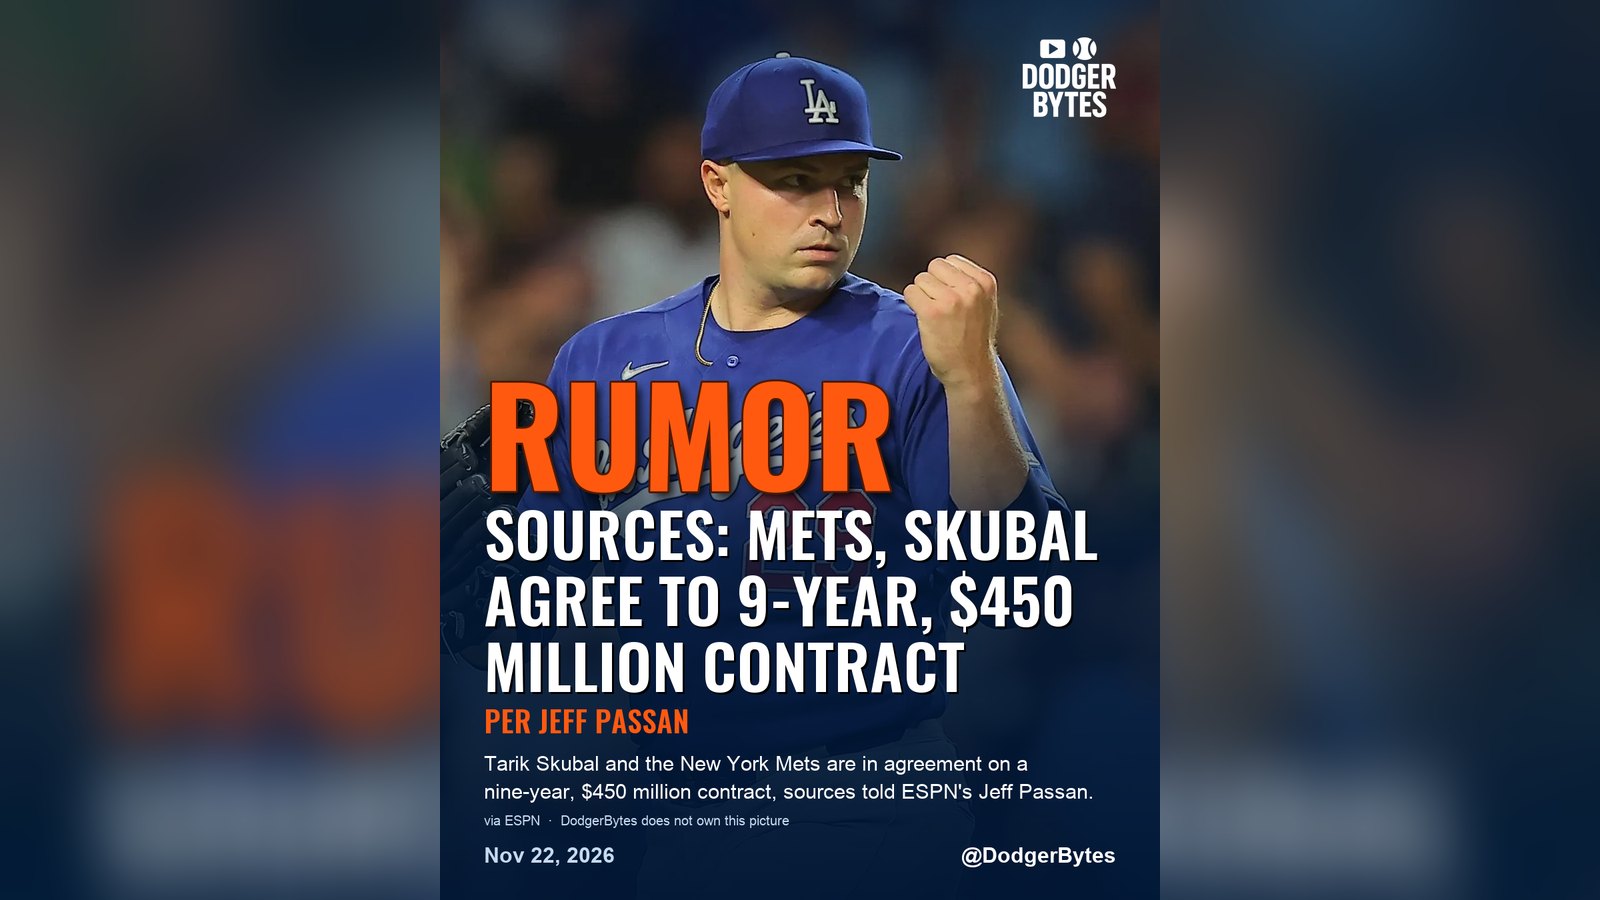 LA
DODGER
BYTES
RUMOR
SOURCES: METS, SKUBAL
AGREE TO 9-YEAR, $450
MILLION CONTRACT
PER JEFF PASSAN
Tarik Skubal and the New York Mets are in agreement on a
nine-year, $450 million contract, sources told ESPN's Jeff Passan.
via ESPN · DodgerBytes does not own this picture
Nov 22, 2026
@DodgerBytes